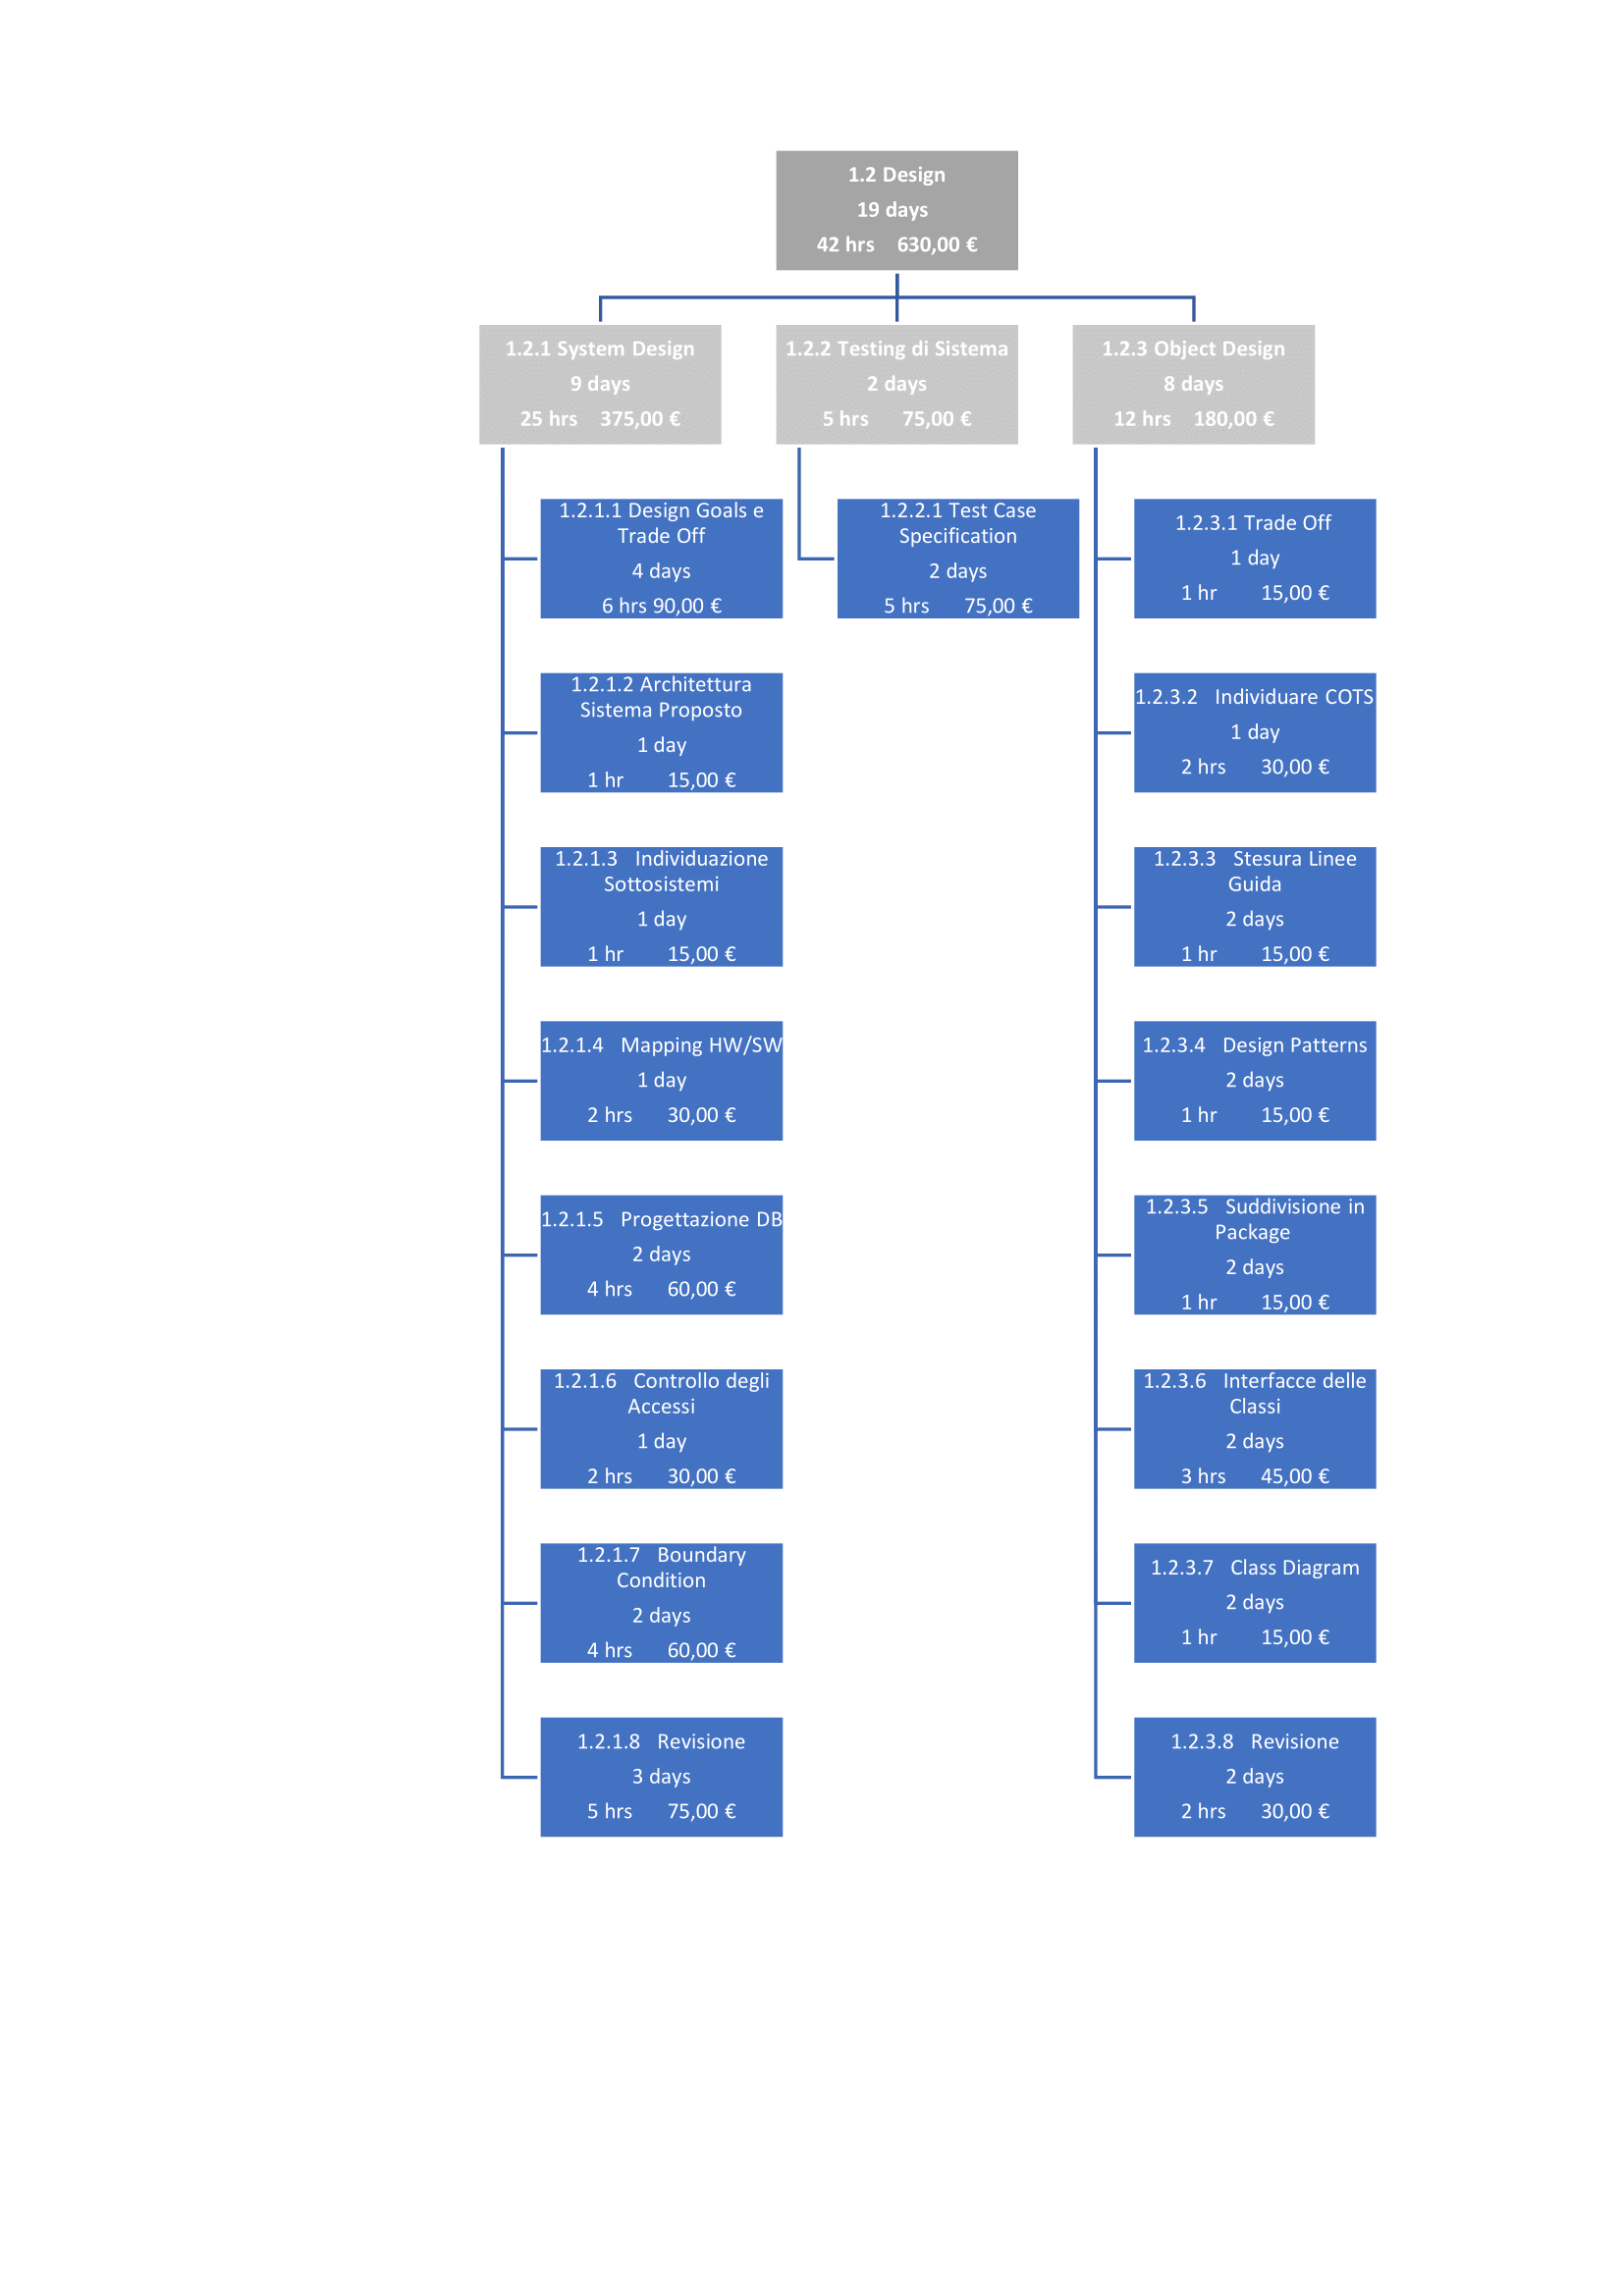 1.2 Design
19 days
42 hrs 630,00 €
1.2.1 System Design
9 days
25 hrs 375,00 €
1.2.2 Testing di Sistema
2 days
5 hrs 75,00 €
1.2.3 Object Design
8 days
12 hrs 180,00 €
1.2.1.1 Design Goals e
Trade Off
4 days
6 hrs 90,00 €
1.2.1.2 Architettura
Sistema Proposto
1 day
1 hr 15,00 €
1.2.1.3 Individuazione
Sottosistemi
1 day
1 hr 15,00 €
1.2.1.4 Mapping HW/SW
1 day
2 hrs 30,00 €
1.2.1.5 Progettazione DB
2 days
4 hrs 60,00 €
1.2.1.6 Controllo degli
Accessi
1 day
2 hrs 30,00 €
1.2.1.7 Boundary
Condition
2 days
4 hrs 60,00 €
1.2.1.8 Revisione
3 days
5 hrs 75,00 €
1.2.2.1 Test Case
Specification
2 days
5 hrs 75,00 €
1.2.3.1 Trade Off
1 day
1 hr 15,00 €
1.2.3.2 Individuare COTS
1 day
2 hrs 30,00 €
1.2.3.3 Stesura Linee
Guida
2 days
1 hr 15,00 €
1.2.3.4 Design Patterns
2 days
1 hr 15,00 €
1.2.3.5 Suddivisione in
Package
2 days
1 hr 15,00 €
1.2.3.6 Interfacce delle
Classi
2 days
3 hrs 45,00 €
1.2.3.7 Class Diagram
2 days
1 hr 15,00 €
1.2.3.8 Revisione
2 days
2 hrs 30,00 €